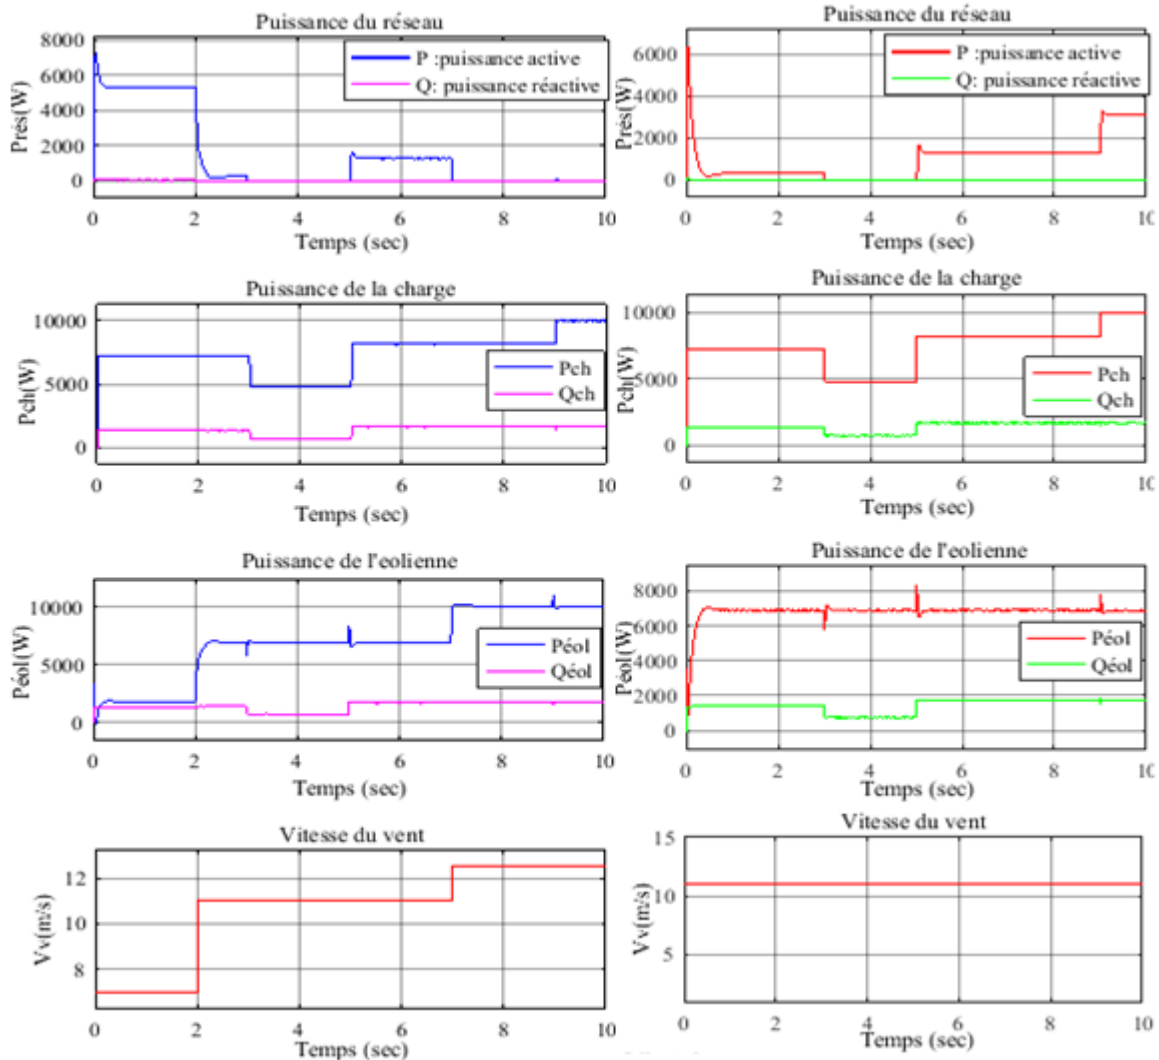 Puissance du réseau
P :puissance active
Q: puissance réactive
Prés(W)
8000
6000
4000
2000
0
0 2 4 6 8 10
Temps (sec)
Puissance de la charge
Pch
Qch
Pch(W)
10000
5000
0
0 2 4 6 8 10
Temps (sec)
Puissance de l'eolienne
Péol
Qéol
Péol(W)
10000
5000
0
0 2 4 6 8 10
Temps (sec)
Vitesse du vent
Vv(m/s)
12
10
8
0 2 4 6 8 10
Temps (sec)
Puissance du réseau
P :puissance active
Q: puissance réactive
Prés(W)
6000
4000
2000
0
0 2 4 6 8 10
Temps (sec)
Puissance de la charge
Pch
Qch
Pch(W)
10000
5000
0
0 2 4 6 8 10
Temps (sec)
Puissance de l'eolienne
Péol
Qéol
Péol(W)
8000
6000
4000
2000
0
0 2 4 6 8 10
Temps (sec)
Vitesse du vent
Vv(m/s)
15
10
5
0 2 4 6 8 10
Temps (sec)